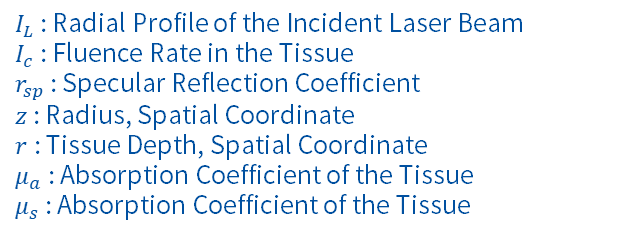 I_L : Radial Profile of the Incident Laser Beam
I_c : Fluence Rate in the Tissue
r_sp : Specular Reflection Coefficient
z : Radius, Spatial Coordinate
r : Tissue Depth, Spatial Coordinate
μ_a : Absorption Coefficient of the Tissue
μ_s : Absorption Coefficient of the Tissue